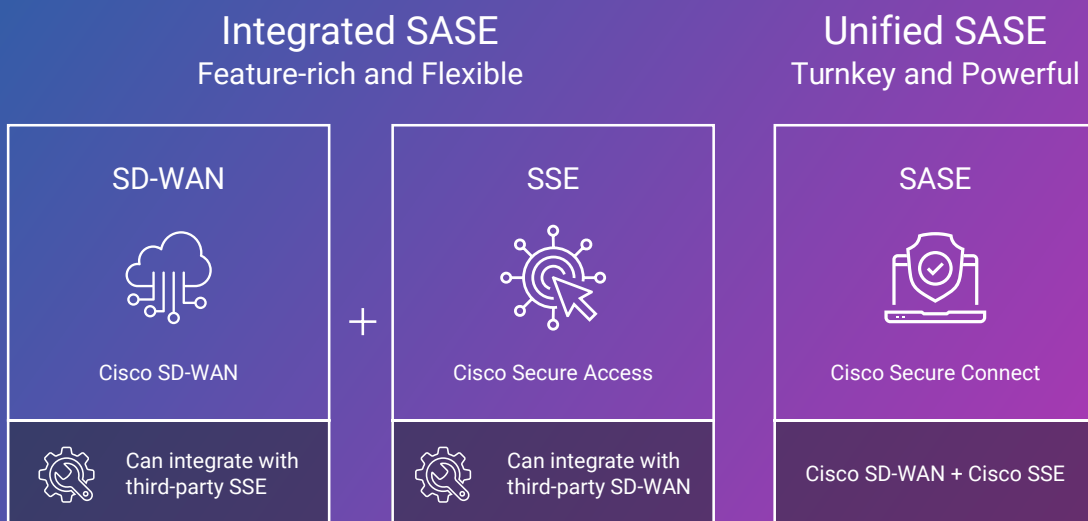 Integrated SASE
Feature-rich and Flexible
SD-WAN
Cisco SD-WAN
Can integrate with
third-party SSE
+
SSE
Cisco Secure Access
Can integrate with
third-party SD-WAN
Unified SASE
Turnkey and Powerful
SASE
Cisco Secure Connect
Cisco SD-WAN + Cisco SSE